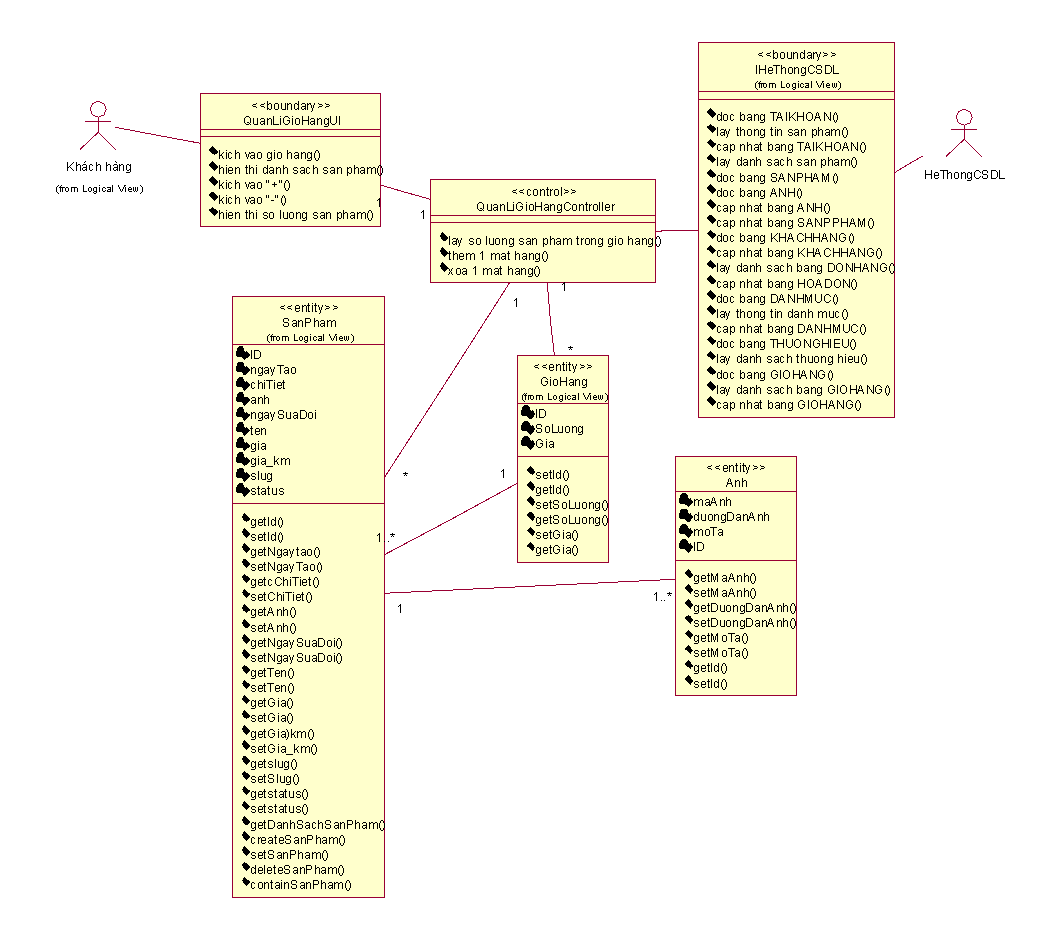 Khách hàng
(from Logical View)
<<boundary>>
QuanLiGioHangUI
kich vao gio hang()
hien thi danh sach san pham()
kich vao "+"()
kich vao "-"()
hien thi so luong san pham()
1
1
<<control>>
QuanLiGioHangController
lay so luong san pham trong gio hang()
them 1 mat hang()
xoa 1 mat hang()
<<boundary>>
IHeThongCSDL
(from Logical View)
doc bang TAIKHOAN()
lay thong tin san pham()
cap nhat bang TAIKHOAN()
lay danh sach san pham()
doc bang SANPHAM()
doc bang ANH()
cap nhat bang ANH()
cap nhat bang SANPPHAM()
doc bang KHACHHANG()
cap nhat bang KHACHHANG()
lay danh sach bang DONHANG()
cap nhat bang HOADON()
doc bang DANHMUC()
lay thong tin danh muc()
cap nhat bang DANHMUC()
doc bang THUONGHIEU()
lay danh sach thuong hieu()
doc bang GIOHANG()
lay danh sach bang GIOHANG()
cap nhat bang GIOHANG()
HeThongCSDL
1
1
*
*
<<entity>>
SanPham
(from Logical View)
ID
ngayTao
chiTiet
anh
ngaySuaDoi
ten
gia
gia_km
slug
status
getId()
setId()
getNgaytao()
setNgayTao()
getcChiTiet()
setChiTiet()
getAnh()
setAnh()
getNgaySuaDoi()
setNgaySuaDoi()
getTen()
setTen()
getGia()
setGia()
getGia)km()
setGia_km()
getslug()
setSlug()
getstatus()
setstatus()
getDanhSachSanPham()
createSanPham()
setSanPham()
deleteSanPham()
containSanPham()
1
1..*
<<entity>>
GioHang
(from Logical View)
ID
SoLuong
Gia
setId()
getId()
setSoLuong()
getSoLuong()
setGia()
getGia()
1
1..*
<<entity>>
Anh
maAnh
duongDanAnh
moTa
ID
getMaAnh()
setMaAnh()
getDuongDanAnh()
setDuongDanAnh()
getMoTa()
setMoTa()
getId()
setId()